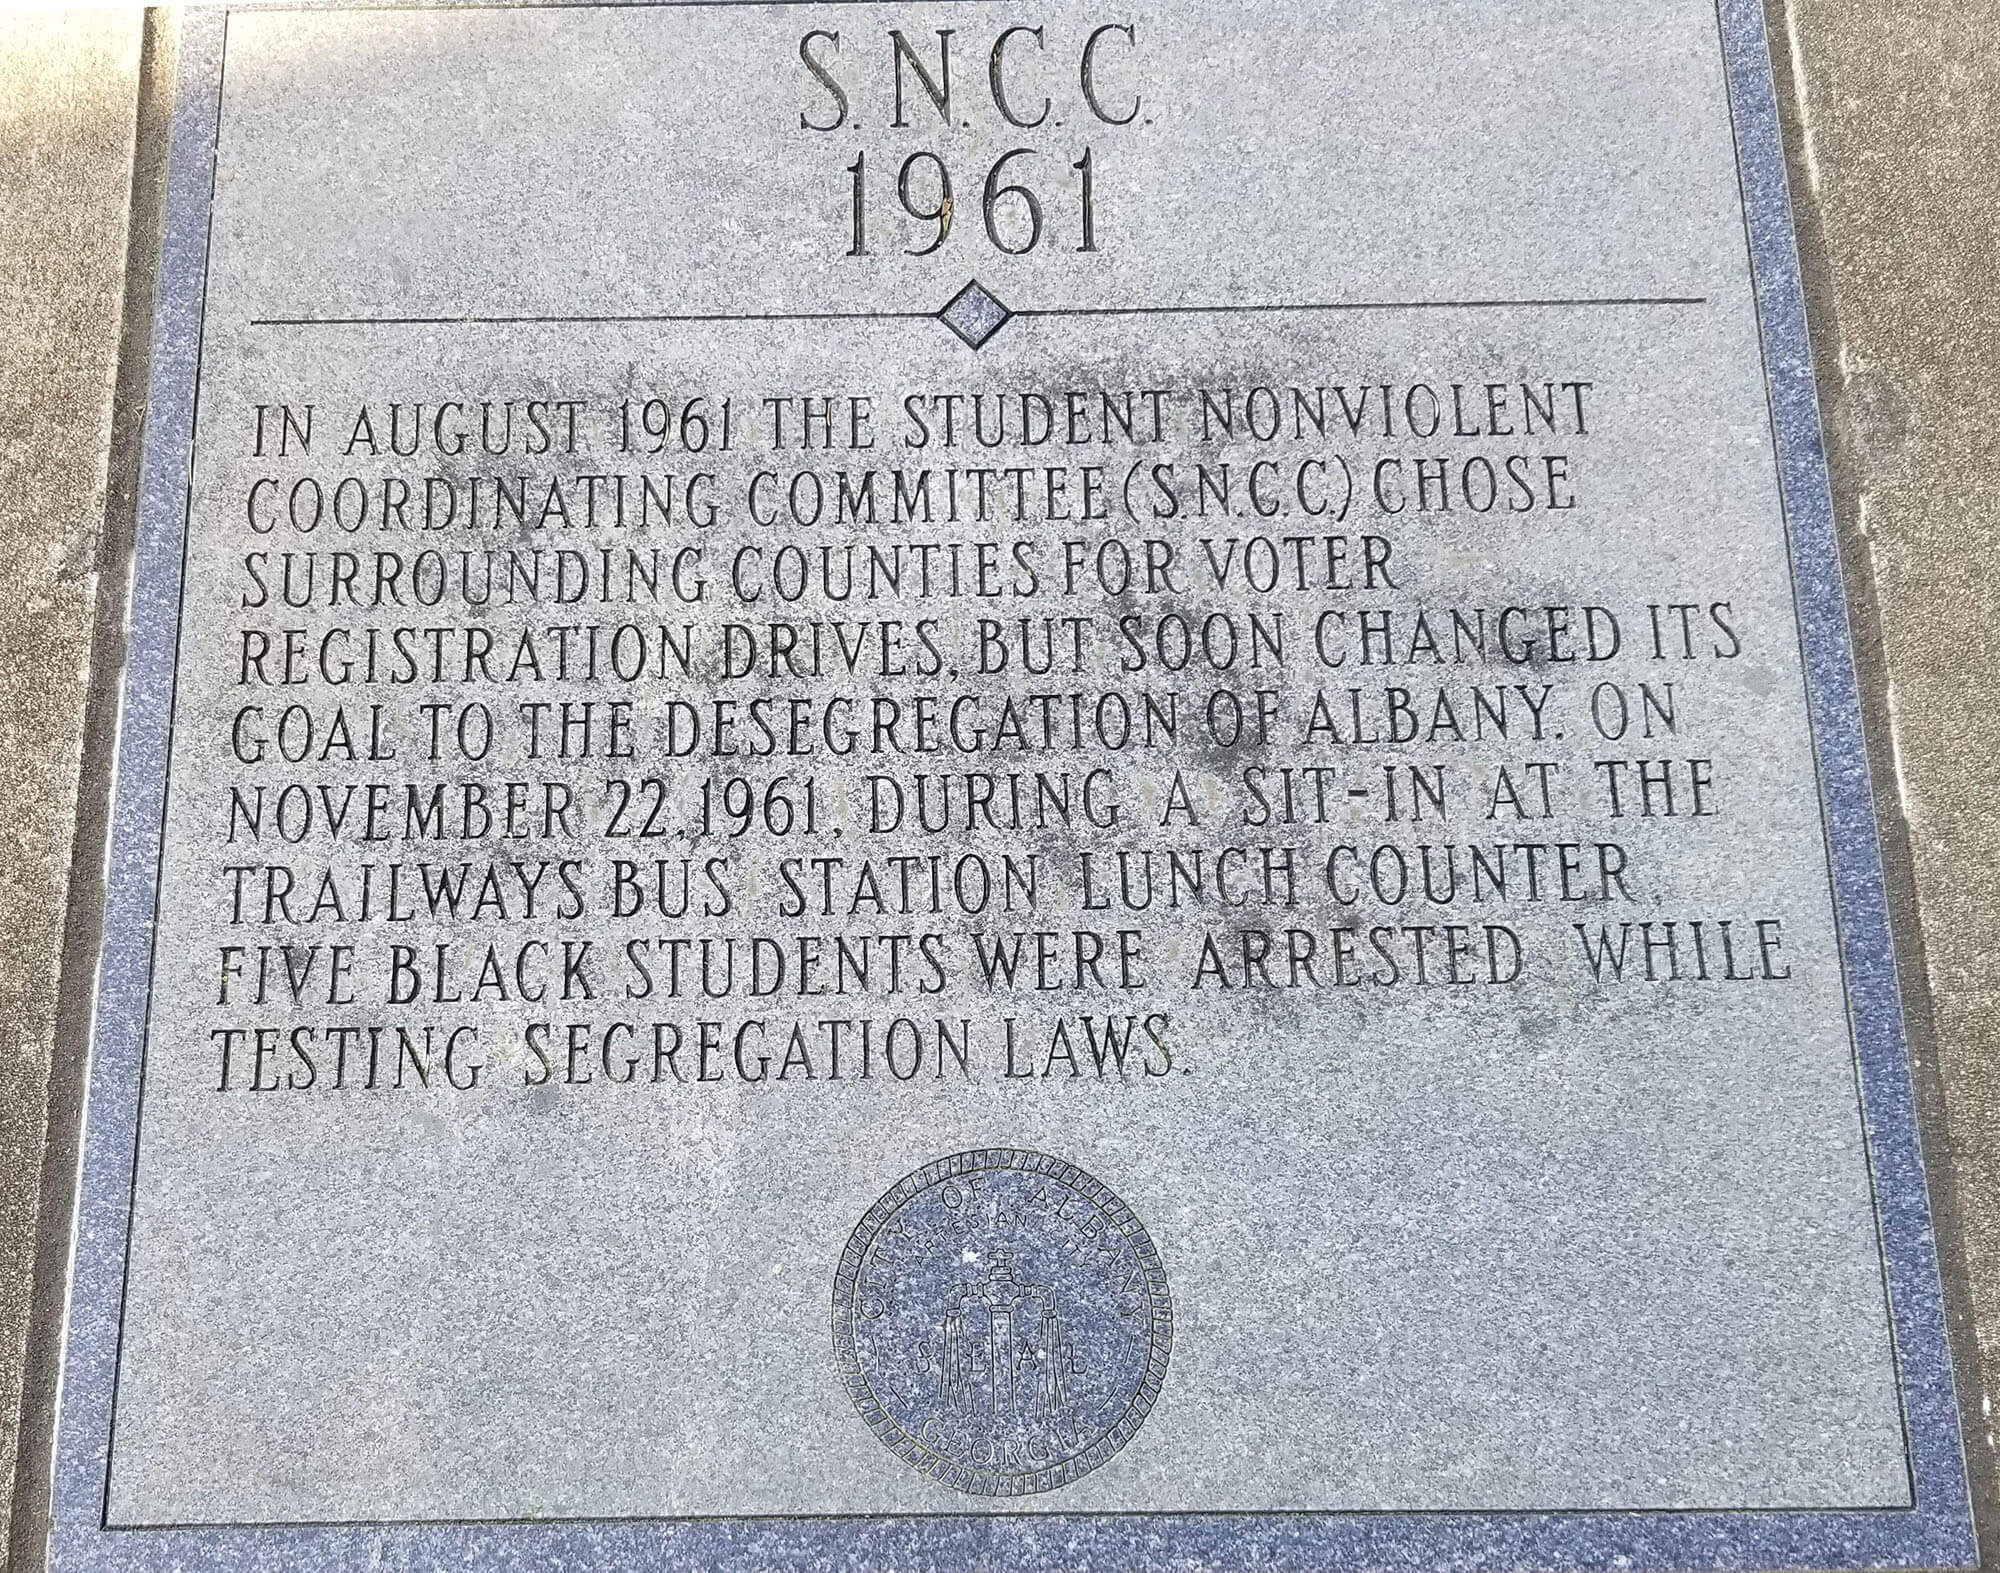 S.N.C.C.
1961
IN AUGUST 1961 THE STUDENT NONVIOLENT
COORDINATING COMMITTEE (S.N.C.C.) CHOSE
SURROUNDING COUNTIES FOR VOTER
REGISTRATION DRIVES, BUT SOON CHANGED ITS
GOAL TO THE DESEGREGATION OF ALBANY. ON
NOVEMBER 22, 1961, DURING A SIT-IN AT THE
TRAILWAYS BUS STATION LUNCH COUNTER,
FIVE BLACK STUDENTS WERE ARRESTED WHILE
TESTING SEGREGATION LAWS.
CITY OF ALBANY
ARTESIAN CITY
SEAL
GEORGIA